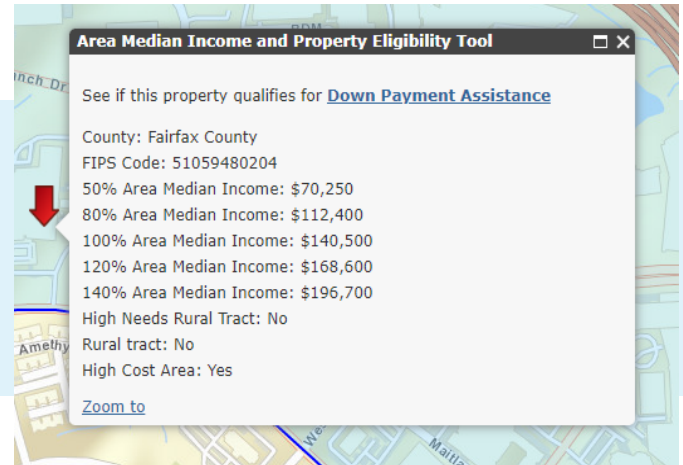 Area Median Income and Property Eligibility Tool
See if this property qualifies for Down Payment Assistance
County: Fairfax County
FIPS Code: 51059480204
50% Area Median Income: $70,250
80% Area Median Income: $112,400
100% Area Median Income: $140,500
120% Area Median Income: $168,600
140% Area Median Income: $196,700
High Needs Rural Tract: No
Rural tract: No
High Cost Area: Yes
Zoom to
Amethy